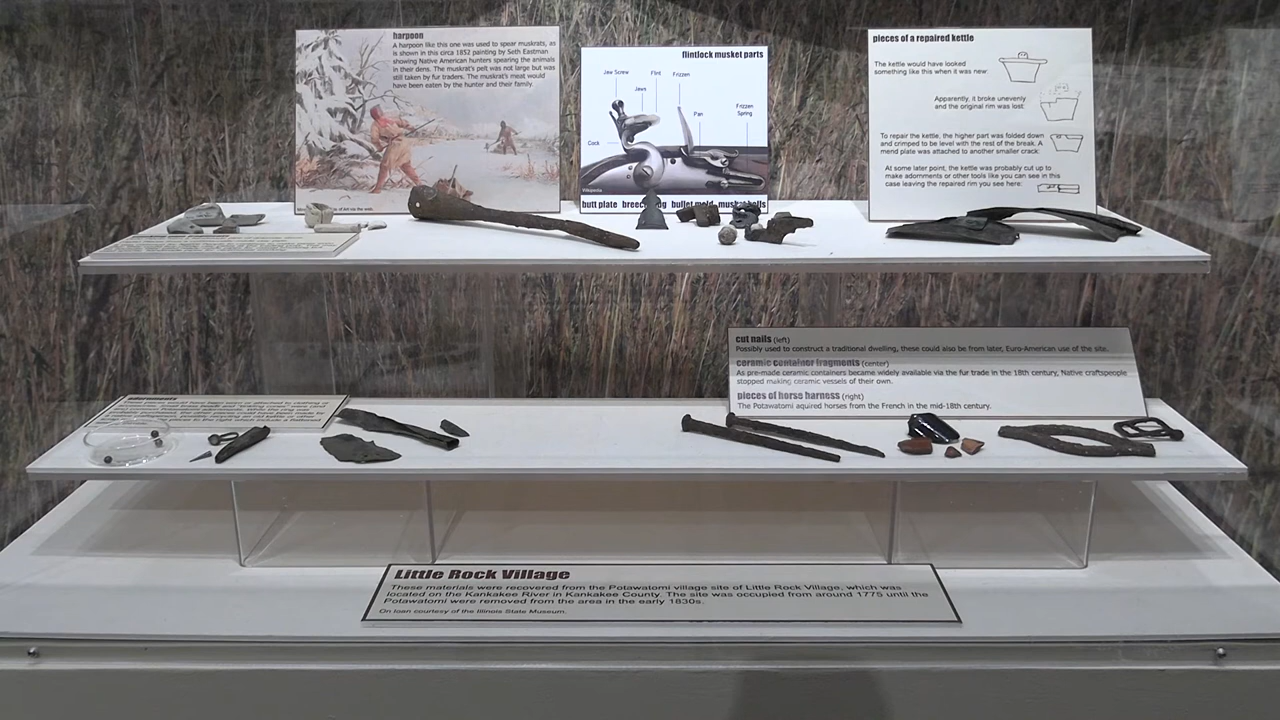 harpoon
A harpoon like this one was used to spear muskrats, as
is shown in this circa 1852 painting by Seth Eastman
showing Native American hunters spearing the animals
in their dens. The muskrat's pelt was not large but was
still taken by fur traders. The muskrat's meat would
have been eaten by the hunter and their family.
flintlock musket parts
Jaw Screw
Jaws
Flint
Frizzen
Pan
Frizzen
Spring
Cock
Wikipedia
butt plate breech bullet mold musket balls
pieces of a repaired kettle
The kettle would have looked
something like this when it was new:
Apparently, it broke unevenly
and the original rim was lost:
To repair the kettle, the higher part was folded down
and crimped to be level with the rest of the break. A
mend plate was attached to another smaller crack:
At some later point, the kettle was probably cut up to
make adornments or other tools like you can see in this
case leaving the repaired rim you see here:
cut nails (left)
Possibly used to construct a traditional dwelling, these could also be from later, Euro-American use of the site.
ceramic container fragments (center)
As pre-made ceramic containers became widely available via the fur trade in the 18th century, Native craftspeople
stopped making ceramic vessels of their own.
pieces of horse harness (right)
The Potawatomi aquired horses from the French in the mid-18th century.
adornments
Little Rock Village
These materials were recovered from the Potawatomi village site of Little Rock Village, which was
located on the Kankakee River in Kankakee County. The site was occupied from around 1775 until the
Potawatomi were removed from the area in the early 1830s.
On loan courtesy of the Illinois State Museum.